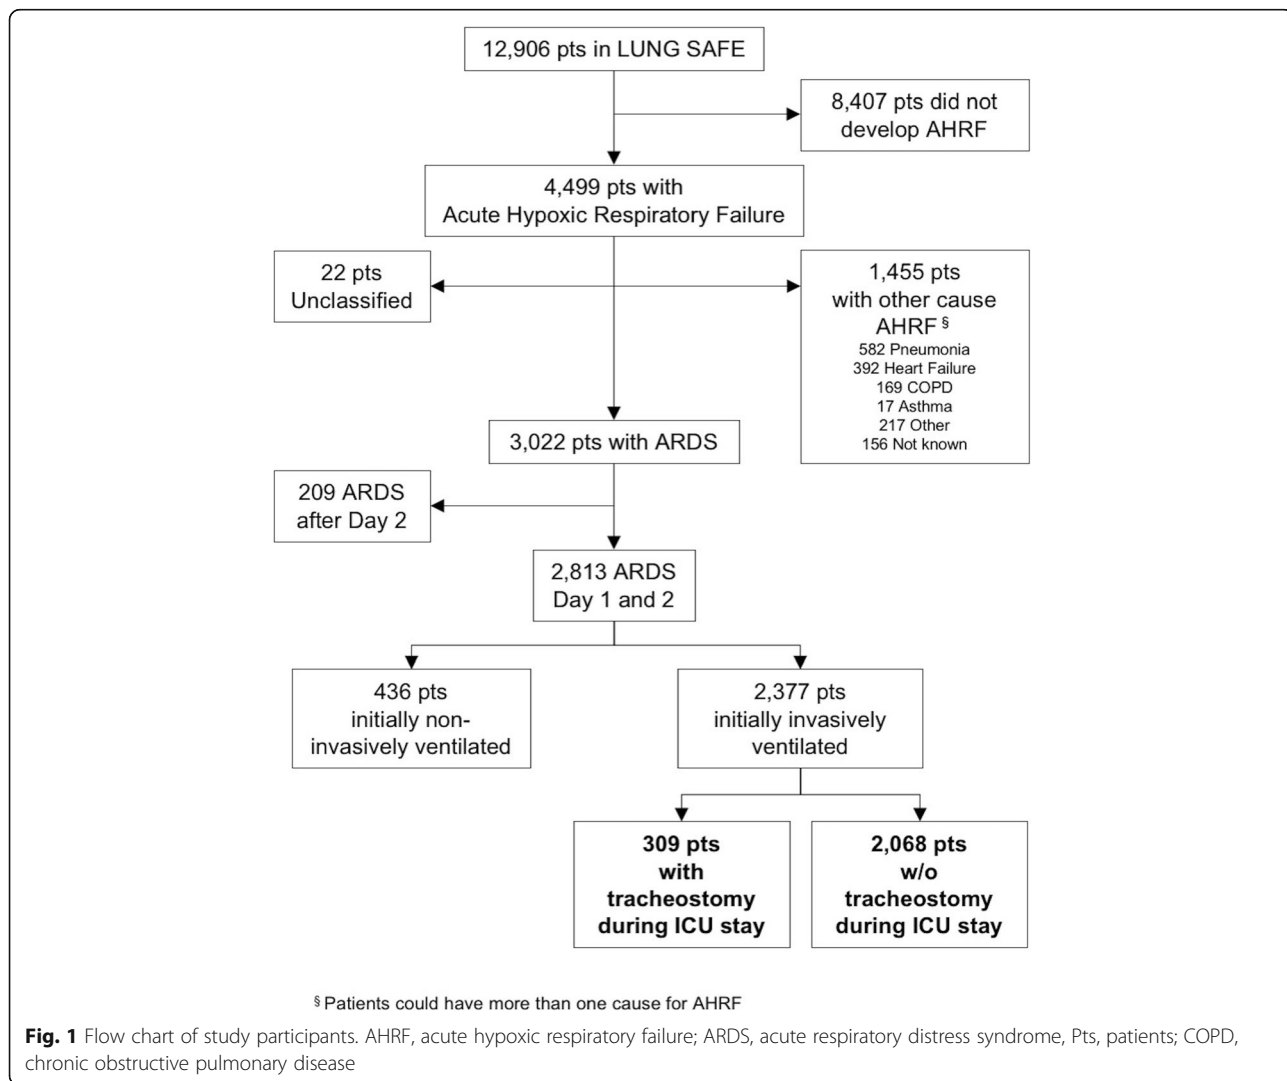 12,906 pts in LUNG SAFE
8,407 pts did not
develop AHRF
4,499 pts with
Acute Hypoxic Respiratory Failure
22 pts
Unclassified
1,455 pts
with other cause
AHRF §
582 Pneumonia
392 Heart Failure
169 COPD
17 Asthma
217 Other
156 Not known
3,022 pts with ARDS
209 ARDS
after Day 2
2,813 ARDS
Day 1 and 2
436 pts
initially non-
invasively ventilated
2,377 pts
initially invasively
ventilated
309 pts
with
tracheostomy
during ICU stay
2,068 pts
w/o
tracheostomy
during ICU stay
§ Patients could have more than one cause for AHRF
Fig. 1 Flow chart of study participants. AHRF, acute hypoxic respiratory failure; ARDS, acute respiratory distress syndrome, Pts, patients; COPD,
chronic obstructive pulmonary disease